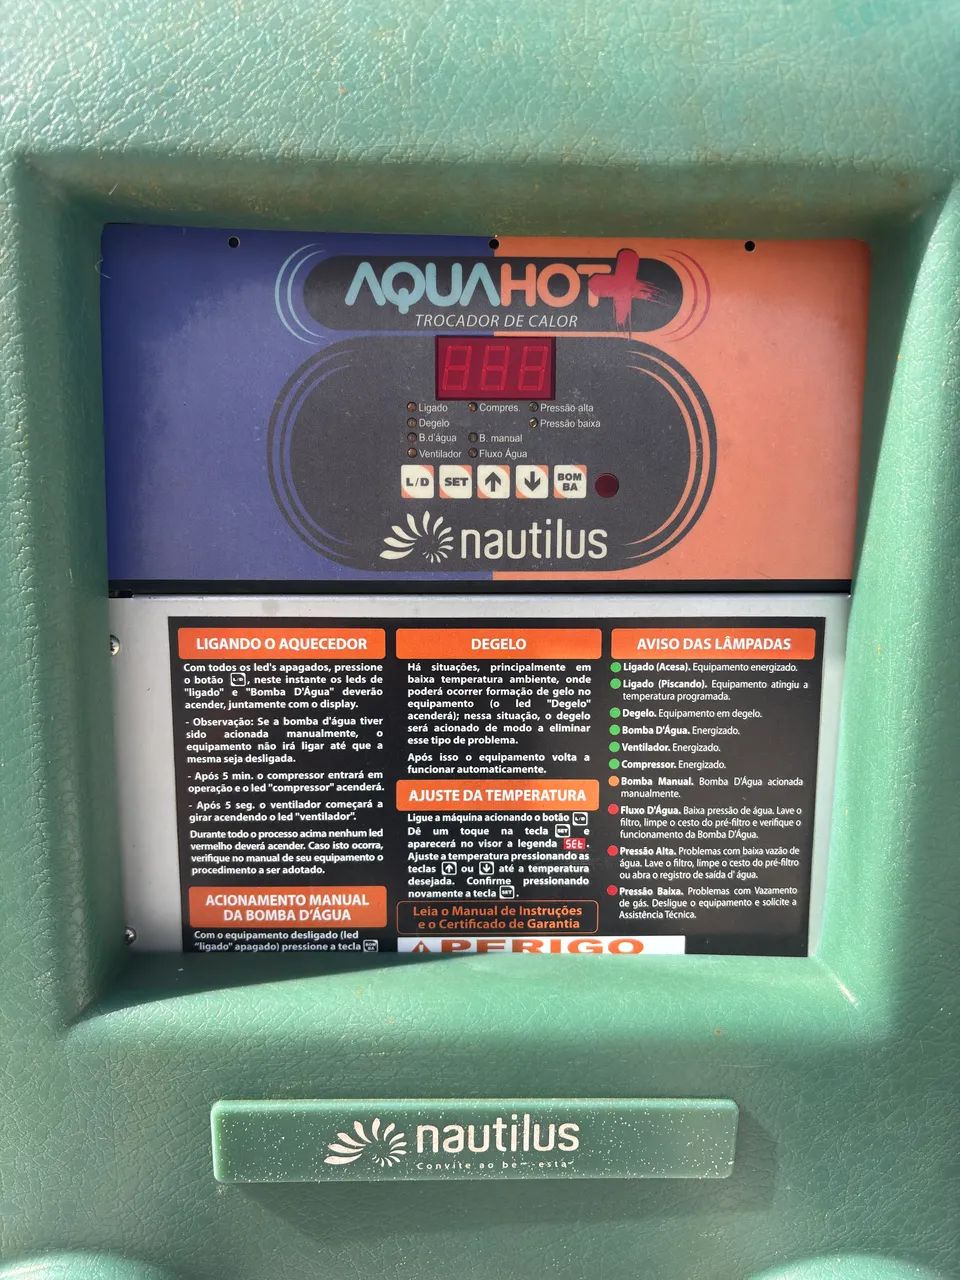 AQUAHOT+
TROCADOR DE CALOR
Ligado Compres. Pressão alta
Degelo Pressão baixa
B.d'água B. manual
Ventilador Fluxo Água
L/D SET BOM
BA
nautilus
LIGANDO O AQUECEDOR
Com todos os led's apagados, pressione
o botão L/D, neste instante os leds de
"ligado" e "Bomba D'Água" deverão
acender, juntamente com o display.
- Observação: Se a bomba d'água tiver
sido acionada manualmente, o
equipamento não irá ligar até que a
mesma seja desligada.
- Após 5 min. o compressor entrará em
operação e o led "compressor" acenderá.
- Após 5 seg. o ventilador começará a
girar acendendo o led "ventilador".
Durante todo o processo acima nenhum led
vermelho deverá acender. Caso isto ocorra,
verifique no manual de seu equipamento o
procedimento a ser adotado.
ACIONAMENTO MANUAL
DA BOMBA D'ÁGUA
Com o equipamento desligado (led
"ligado" apagado) pressione a tecla BOM
BA
DEGELO
Há situações, principalmente em
baixa temperatura ambiente, onde
poderá ocorrer formação de gelo no
equipamento (o led "Degelo"
acenderá); nessa situação, o degelo
será acionado de modo a eliminar
esse tipo de problema.
Após isso o equipamento volta a
funcionar automaticamente.
AJUSTE DA TEMPERATURA
Ligue a máquina acionando o botão L/D
Dê um toque na tecla SET e
aparecerá no visor a legenda SEt.
Ajuste a temperatura pressionando as
teclas ↑ ou ↓ até a temperatura
desejada. Confirme pressionando
novamente a tecla SET.
Leia o Manual de Instruções
e o Certificado de Garantia
PERIGO
AVISO DAS LÂMPADAS
Ligado (Acesa). Equipamento energizado.
Ligado (Piscando). Equipamento atingiu a
temperatura programada.
Degelo. Equipamento em degelo.
Bomba D'Água. Energizado.
Ventilador. Energizado.
Compressor. Energizado.
Bomba Manual. Bomba D'Água acionada
manualmente.
Fluxo D'Água. Baixa pressão de água. Lave o
filtro, limpe o cesto do pré-filtro e verifique o
funcionamento da Bomba D'Água.
Pressão Alta. Problemas com baixa vazão de
água. Lave o filtro, limpe o cesto do pré-filtro
ou abra o registro de saída d' água.
Pressão Baixa. Problemas com Vazamento
de gás. Desligue o equipamento e solicite a
Assistência Técnica.
nautilus
Convite ao